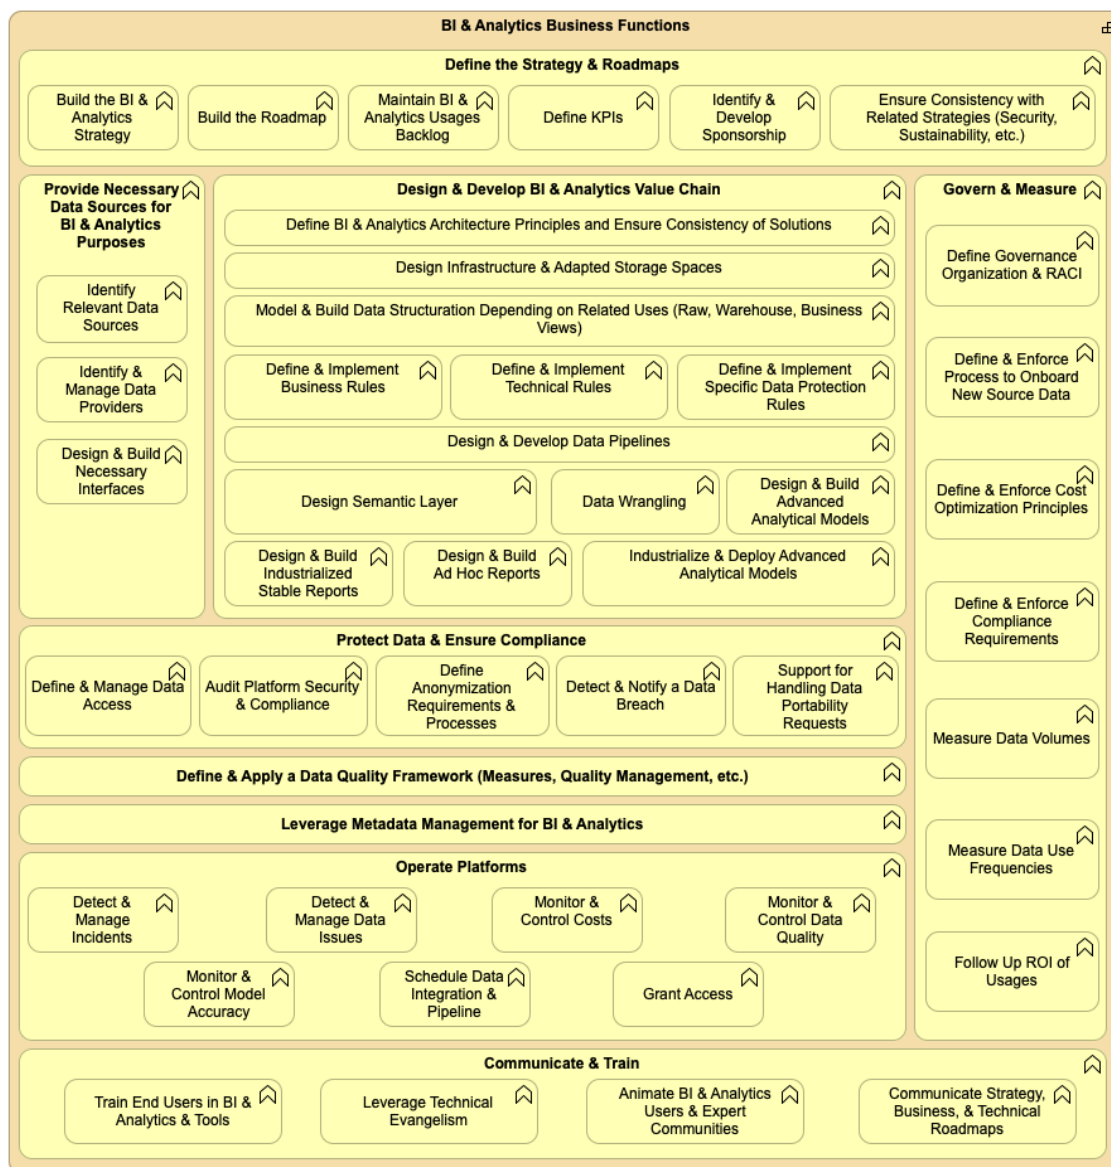 BI & Analytics Business Functions
Define the Strategy & Roadmaps
Build the BI &
Analytics
Strategy
Build the Roadmap
Maintain BI &
Analytics Usages
Backlog
Define KPIs
Identify &
Develop
Sponsorship
Ensure Consistency with
Related Strategies (Security,
Sustainability, etc.)
Provide Necessary
Data Sources for
BI & Analytics
Purposes
Identify
Relevant Data
Sources
Identify &
Manage Data
Providers
Design & Build
Necessary
Interfaces
Design & Develop BI & Analytics Value Chain
Define BI & Analytics Architecture Principles and Ensure Consistency of Solutions
Design Infrastructure & Adapted Storage Spaces
Model & Build Data Structuration Depending on Related Uses (Raw, Warehouse, Business
Views)
Define & Implement
Business Rules
Define & Implement
Technical Rules
Define & Implement
Specific Data Protection
Rules
Design & Develop Data Pipelines
Design Semantic Layer
Data Wrangling
Design & Build
Advanced
Analytical Models
Design & Build
Industrialized
Stable Reports
Design & Build
Ad Hoc Reports
Industrialize & Deploy Advanced
Analytical Models
Govern & Measure
Define Governance
Organization & RACI
Define & Enforce
Process to Onboard
New Source Data
Define & Enforce Cost
Optimization Principles
Define & Enforce
Compliance
Requirements
Measure Data Volumes
Measure Data Use
Frequencies
Follow Up ROI of
Usages
Protect Data & Ensure Compliance
Define & Manage Data
Access
Audit Platform Security
& Compliance
Define
Anonymization
Requirements &
Processes
Detect & Notify a Data
Breach
Support for
Handling Data
Portability
Requests
Define & Apply a Data Quality Framework (Measures, Quality Management, etc.)
Leverage Metadata Management for BI & Analytics
Operate Platforms
Detect &
Manage
Incidents
Detect &
Manage Data
Issues
Monitor &
Control Costs
Monitor &
Control Data
Quality
Monitor &
Control Model
Accuracy
Schedule Data
Integration &
Pipeline
Grant Access
Communicate & Train
Train End Users in BI &
Analytics & Tools
Leverage Technical
Evangelism
Animate BI & Analytics
Users & Expert
Communities
Communicate Strategy,
Business, & Technical
Roadmaps